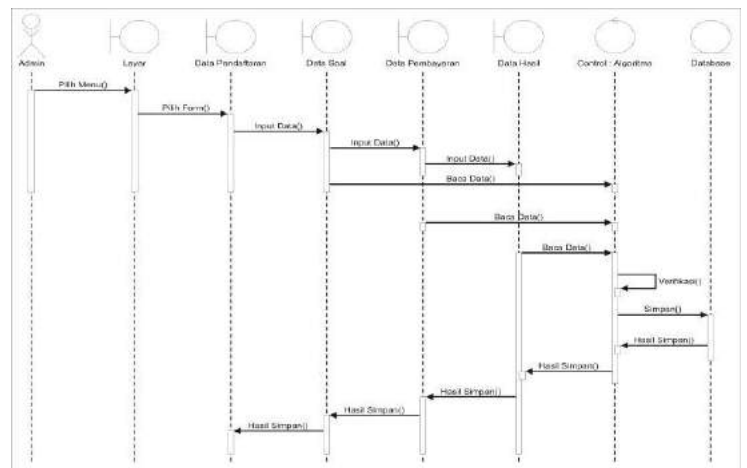 Admin
Layar
Data Pendaftaran
Data Soal
Data Pembayaran
Data Hasil
Control : Algoritma
Database
Pilih Menu()
Pilih Form()
Input Data()
Input Data()
Input Data()
Baca Data()
Baca Data()
Baca Data()
Verifikasi()
Simpan()
Hasil Simpan()
Hasil Simpan()
Hasil Simpan()
Hasil Simpan()
Hasil Simpan()